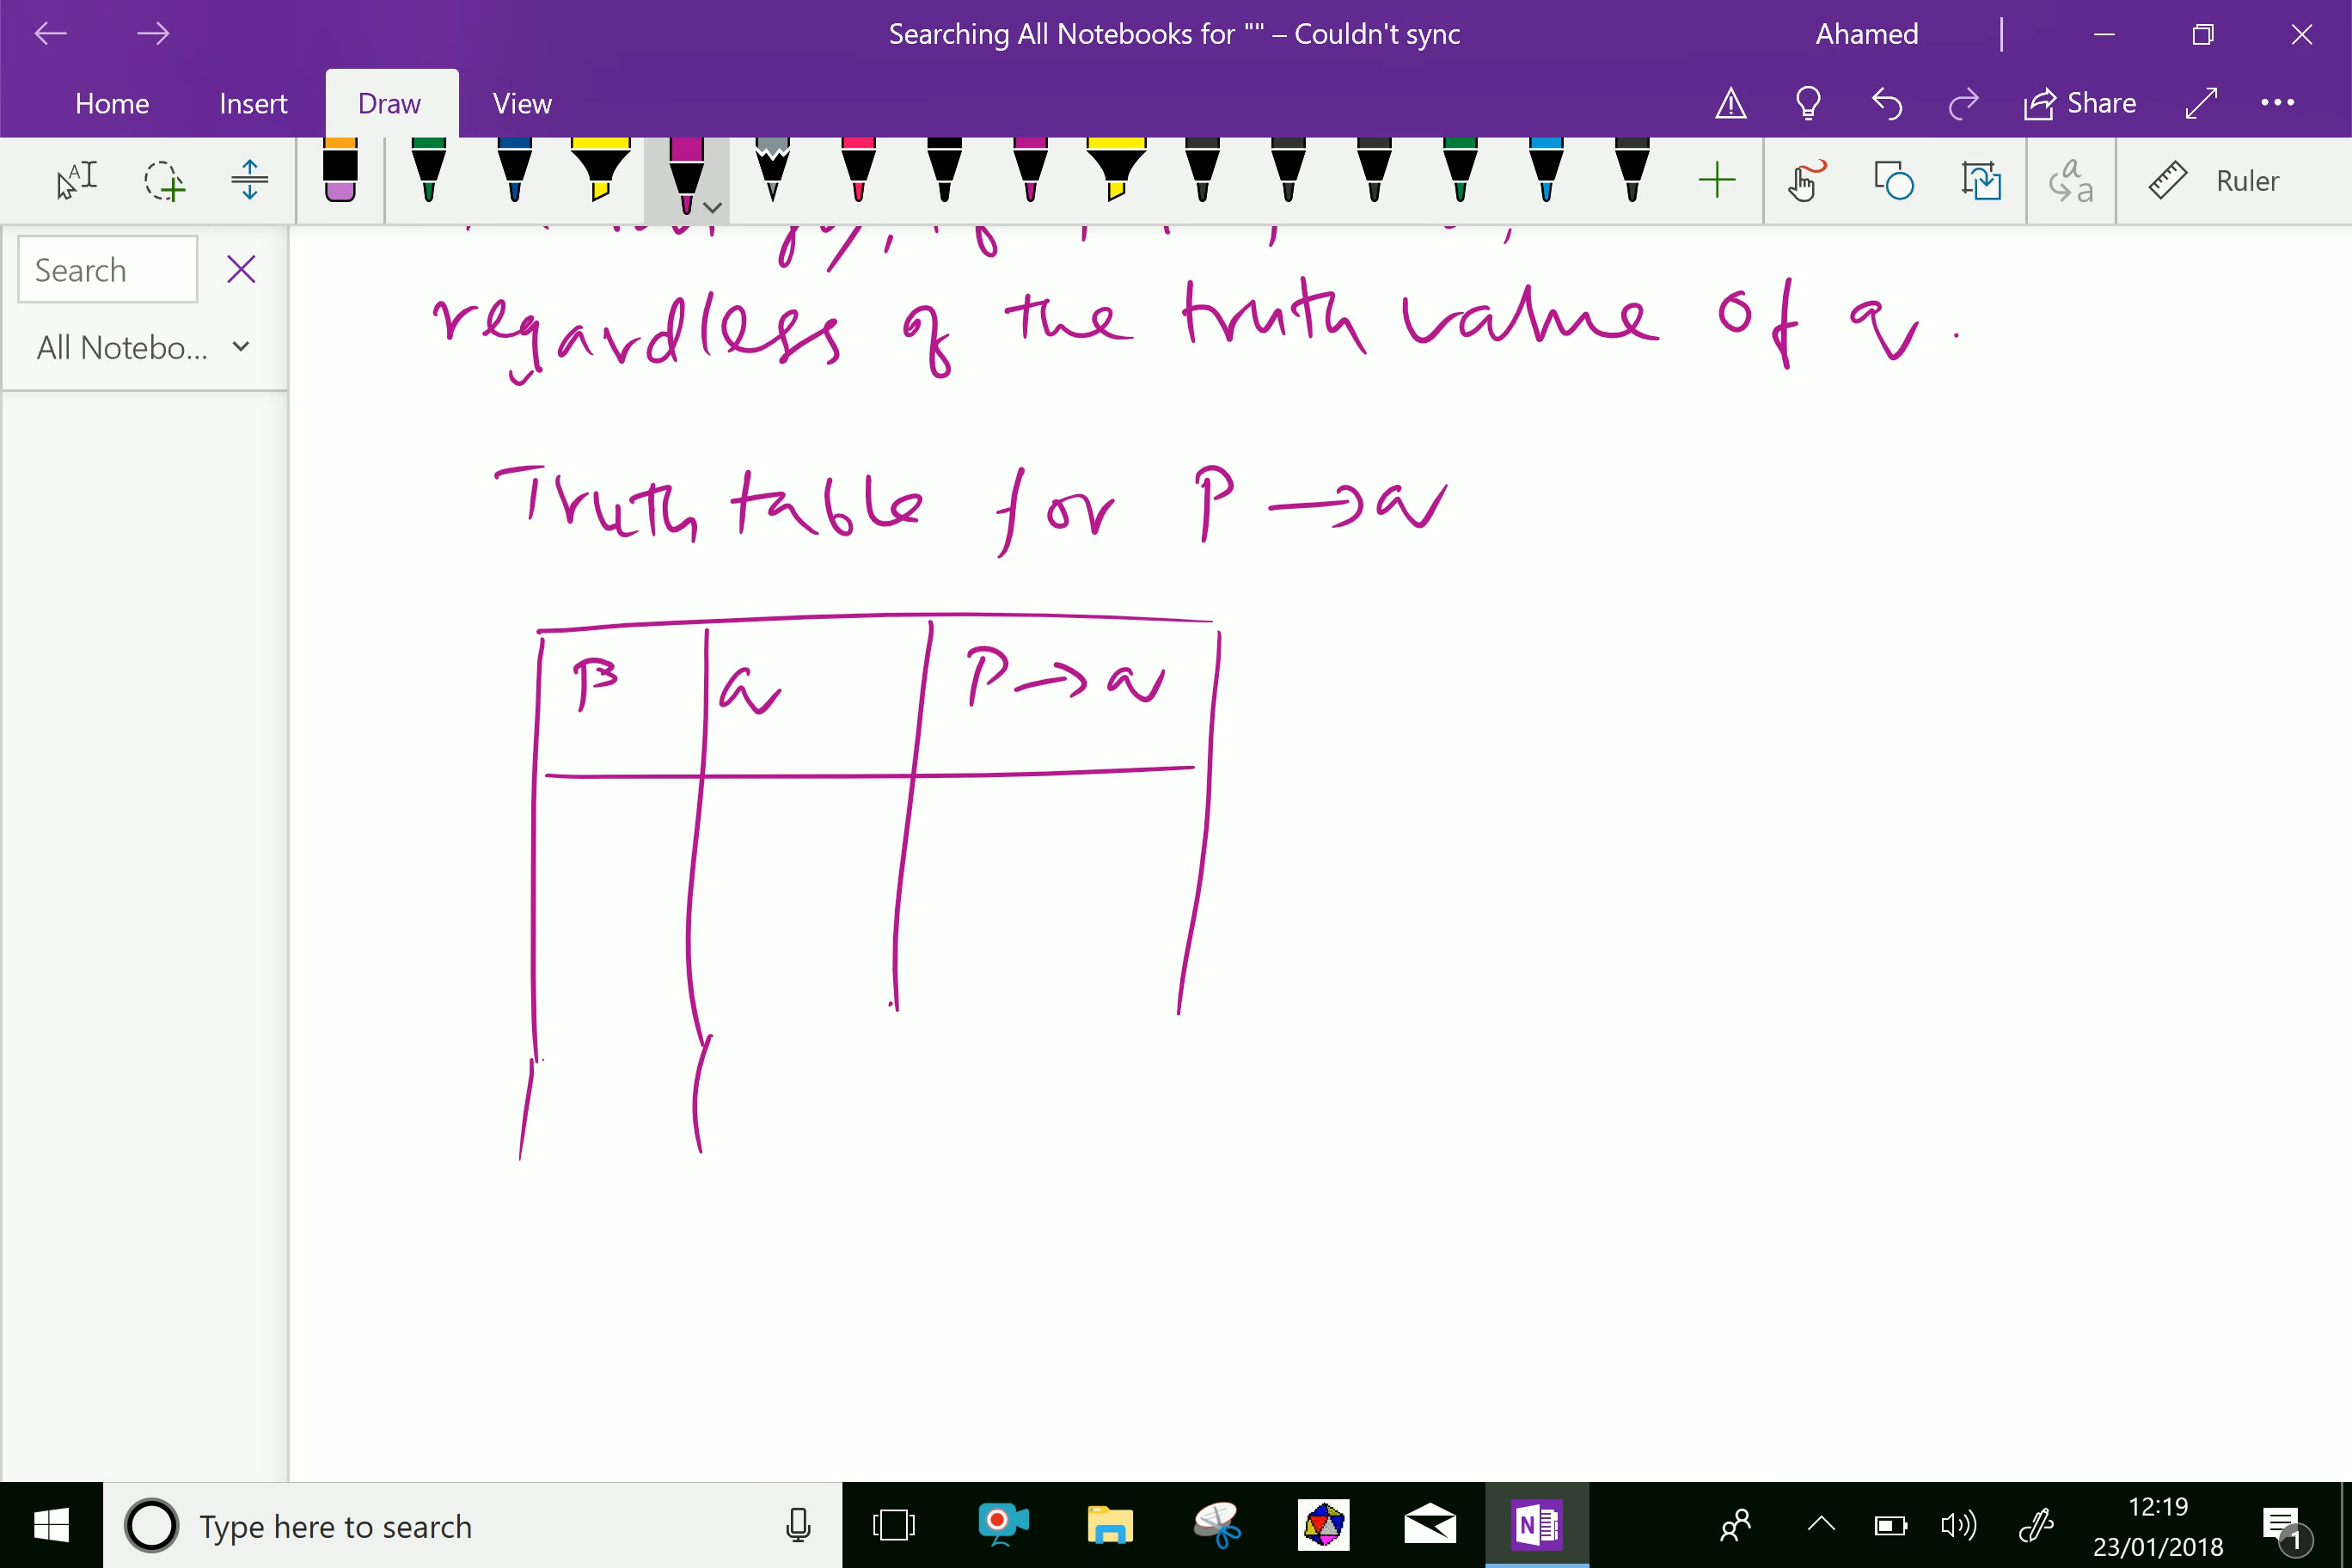 Searching All Notebooks for "" – Couldn't sync
Ahamed
Home Insert Draw View
Share
Ruler
Search
All Notebo...
regardless of the truth value of q.
Truth table for P → q
P q P → q
Type here to search
N
12:19
23/01/2018
1